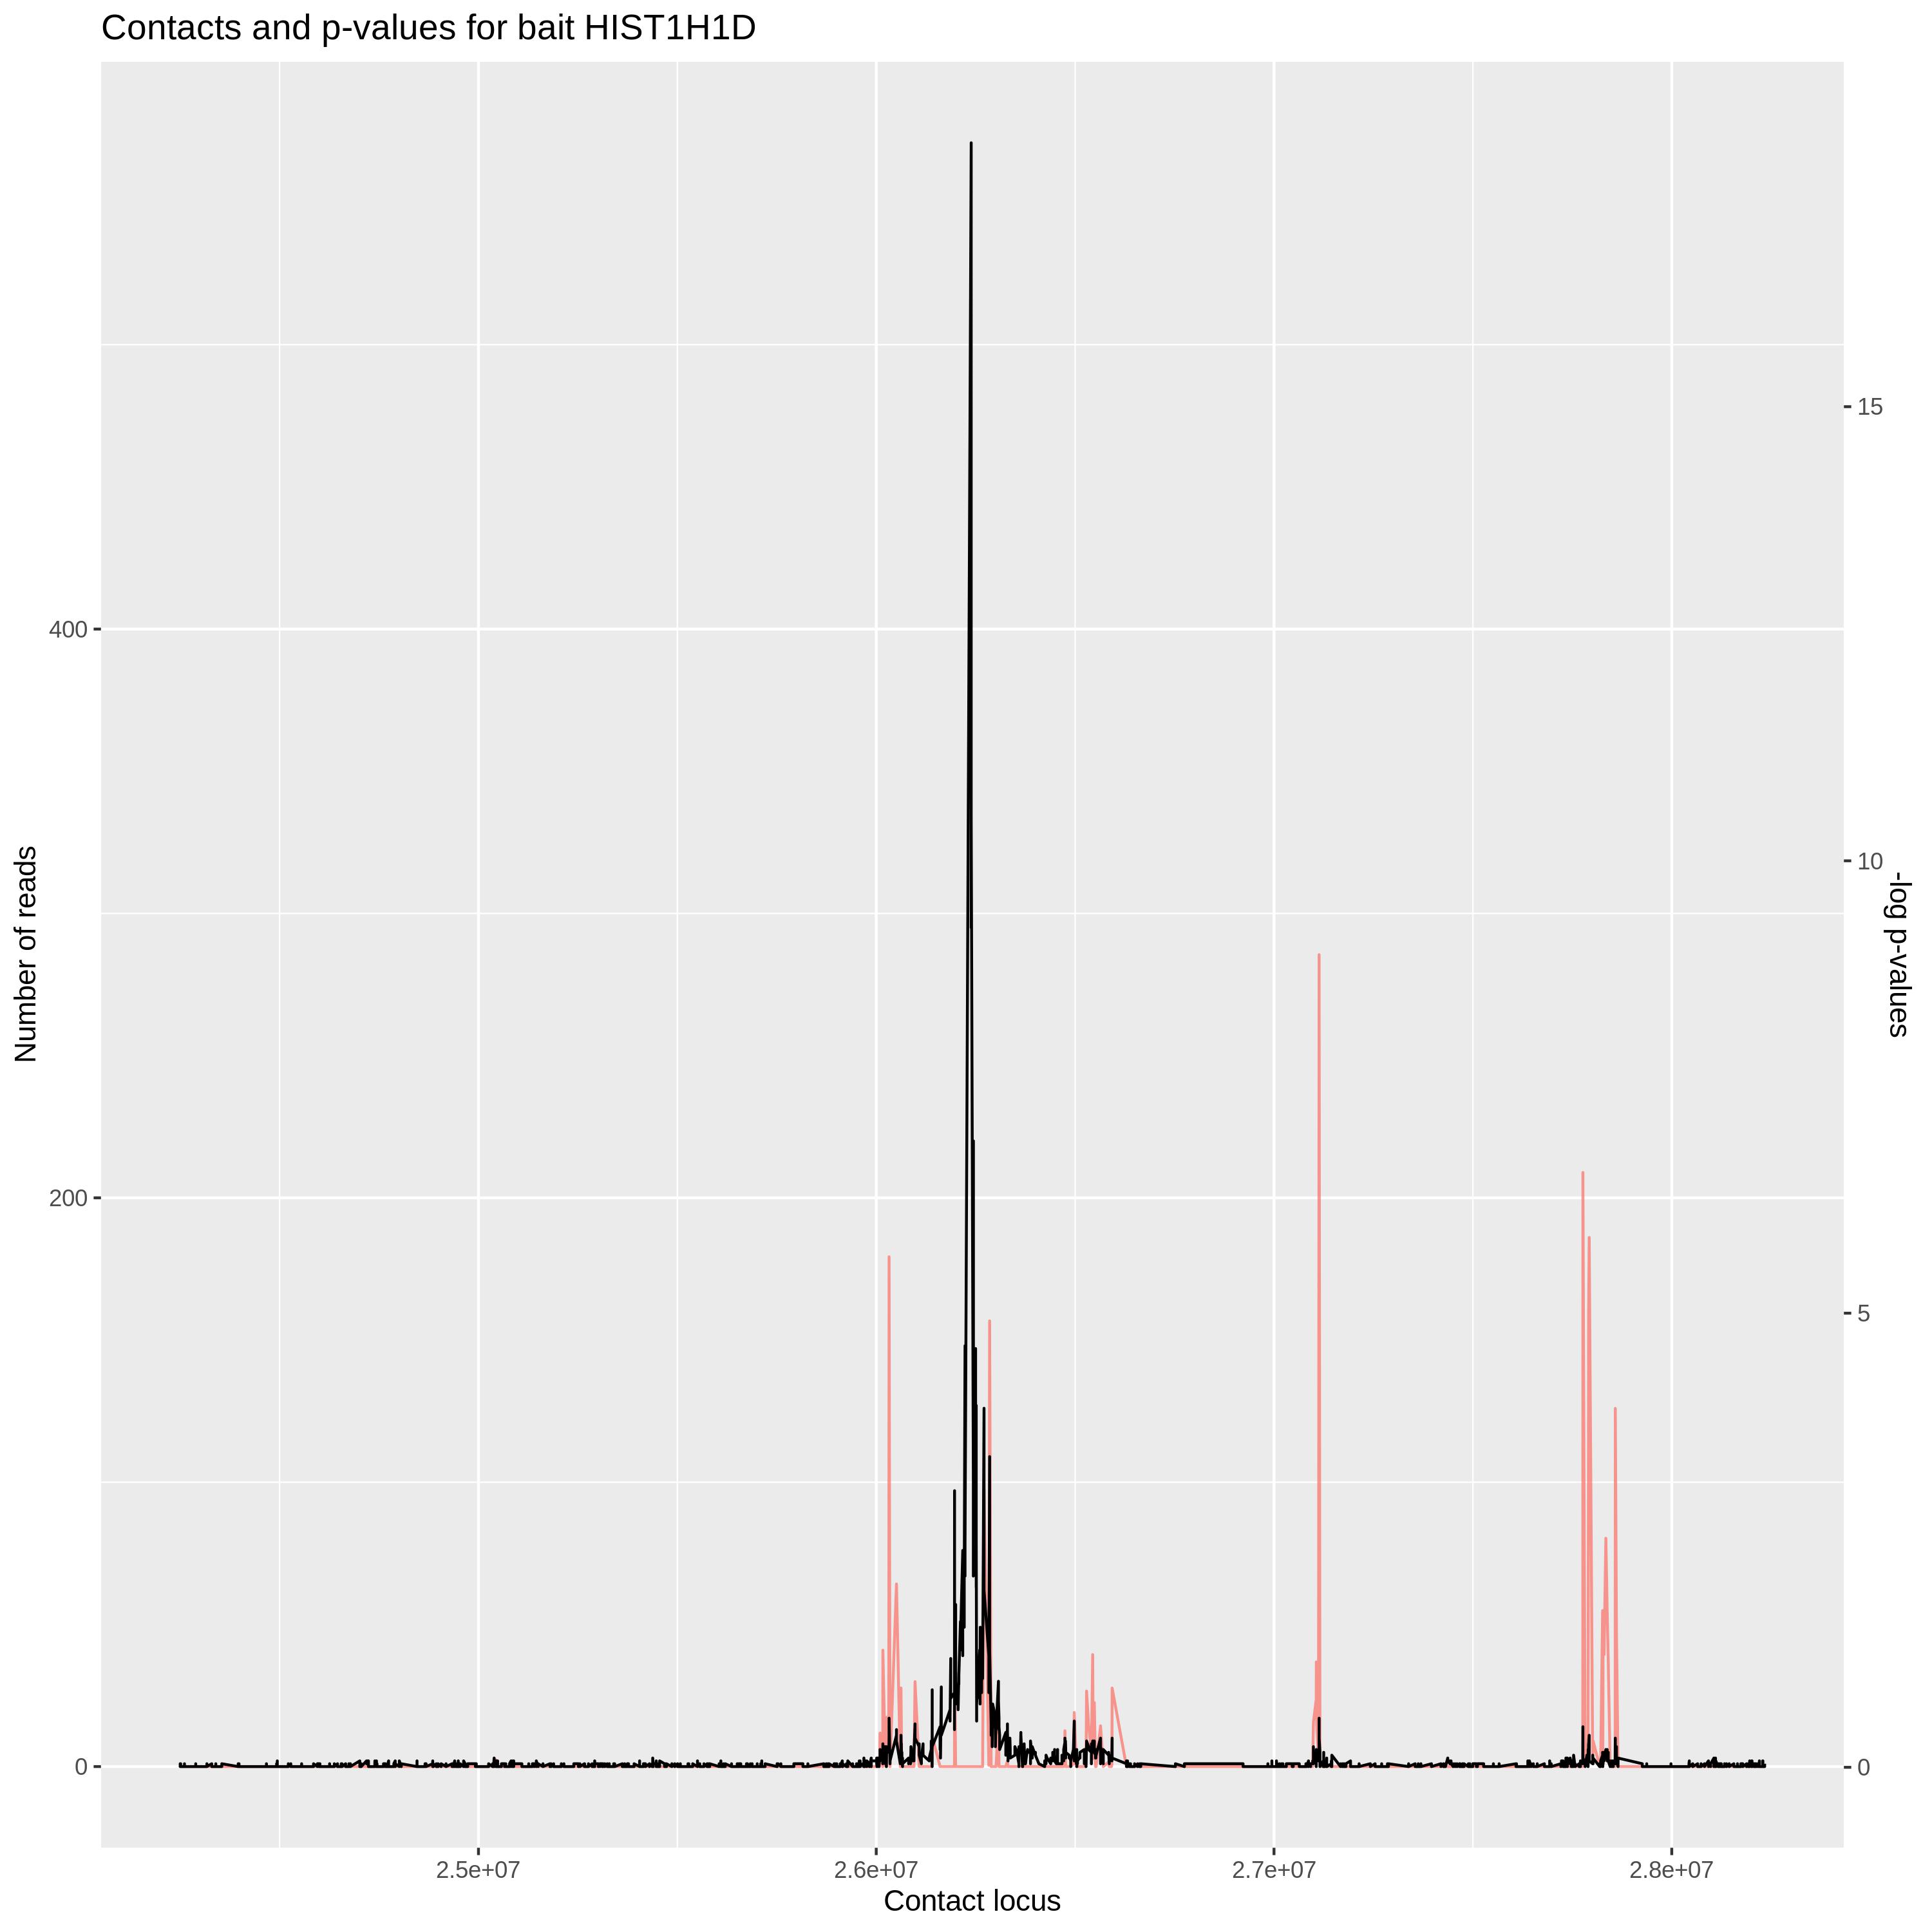 Contacts and p-values for bait HIST1H1D
Number of reads
400
200
0
15
10
5
0
-log p-values
2.5e+07
2.6e+07
2.7e+07
2.8e+07
Contact locus